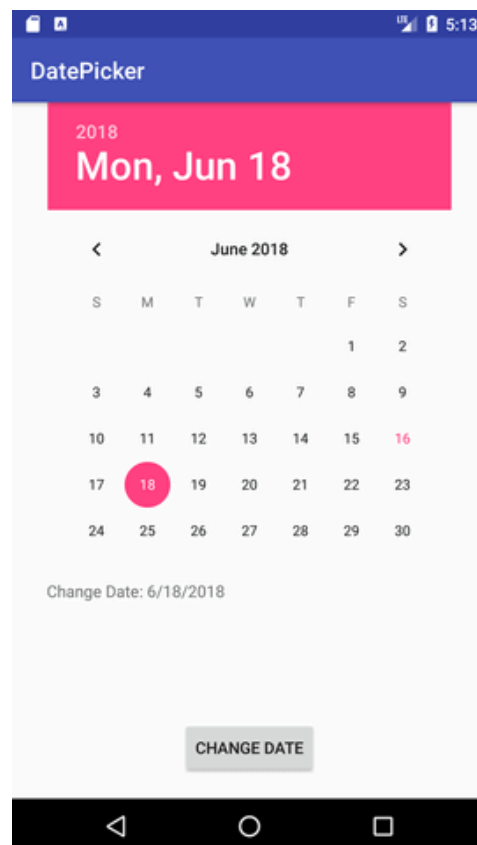 LTE 5:13
DatePicker
2018
Mon, Jun 18
June 2018
S M T W T F S
1 2
3 4 5 6 7 8 9
10 11 12 13 14 15 16
17 18 19 20 21 22 23
24 25 26 27 28 29 30
Change Date: 6/18/2018
CHANGE DATE